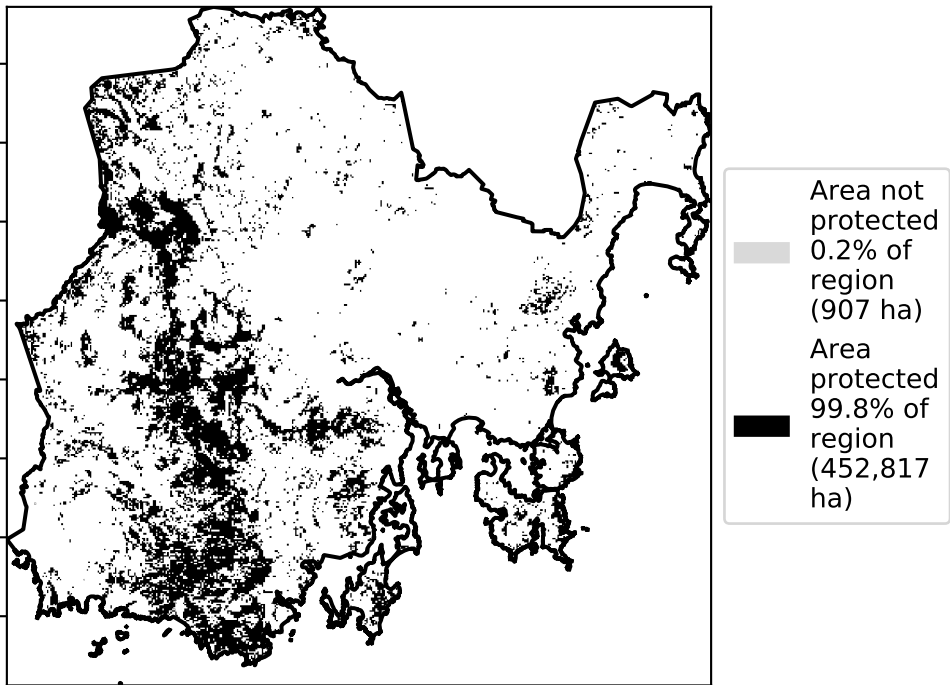 Area not
protected
0.2% of
region
(907 ha)
Area
protected
99.8% of
region
(452,817
ha)